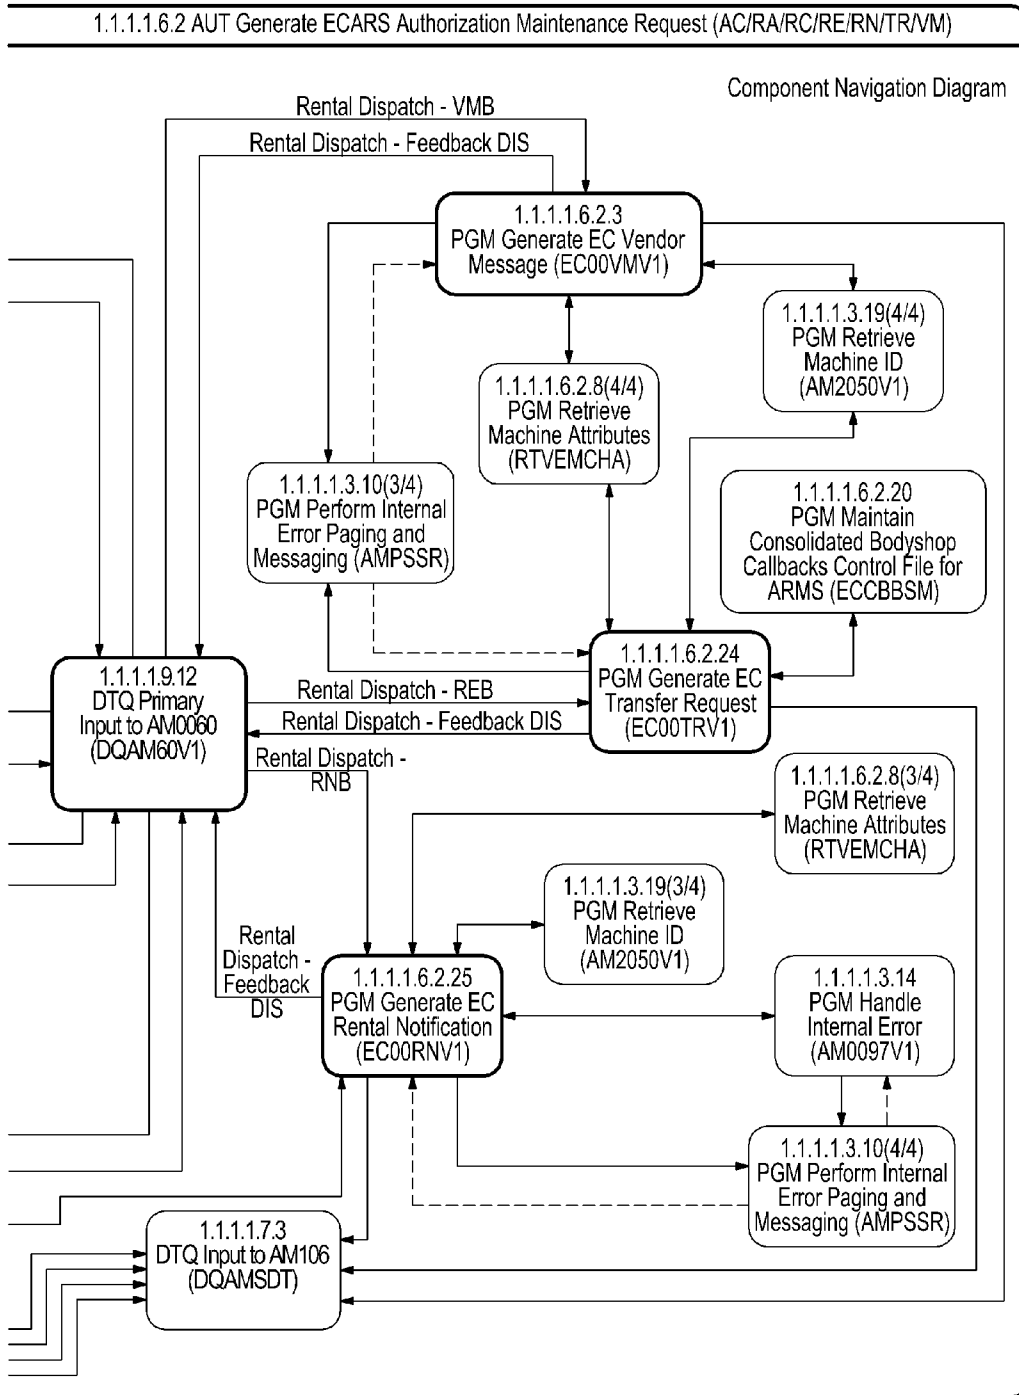 1.1.1.1.6.2 AUT Generate ECARS Authorization Maintenance Request (AC/RA/RC/RE/RN/TR/VM)
Component Navigation Diagram
Rental Dispatch - VMB
Rental Dispatch - Feedback DIS
1.1.1.1.6.2.3
PGM Generate EC Vendor
Message (EC00VMV1)
1.1.1.1.3.19(4/4)
PGM Retrieve
Machine ID
(AM2050V1)
1.1.1.1.6.2.8(4/4)
PGM Retrieve
Machine Attributes
(RTVEMCHA)
1.1.1.1.3.10(3/4)
PGM Perform Internal
Error Paging and
Messaging (AMPSSR)
1.1.1.1.6.2.20
PGM Maintain
Consolidated Bodyshop
Callbacks Control File for
ARMS (ECCBBSM)
1.1.1.1.9.12
DTQ Primary
Input to AM0060
(DQAM60V1)
Rental Dispatch - REB
Rental Dispatch - Feedback DIS
1.1.1.1.6.2.24
PGM Generate EC
Transfer Request
(EC00TRV1)
Rental Dispatch -
RNB
1.1.1.1.6.2.8(3/4)
PGM Retrieve
Machine Attributes
(RTVEMCHA)
1.1.1.1.3.19(3/4)
PGM Retrieve
Machine ID
(AM2050V1)
Rental
Dispatch -
Feedback
DIS
1.1.1.1.6.2.25
PGM Generate EC
Rental Notification
(EC00RNV1)
1.1.1.1.3.14
PGM Handle
Internal Error
(AM0097V1)
1.1.1.1.3.10(4/4)
PGM Perform Internal
Error Paging and
Messaging (AMPSSR)
1.1.1.1.7.3
DTQ Input to AM106
(DQAMSDT)